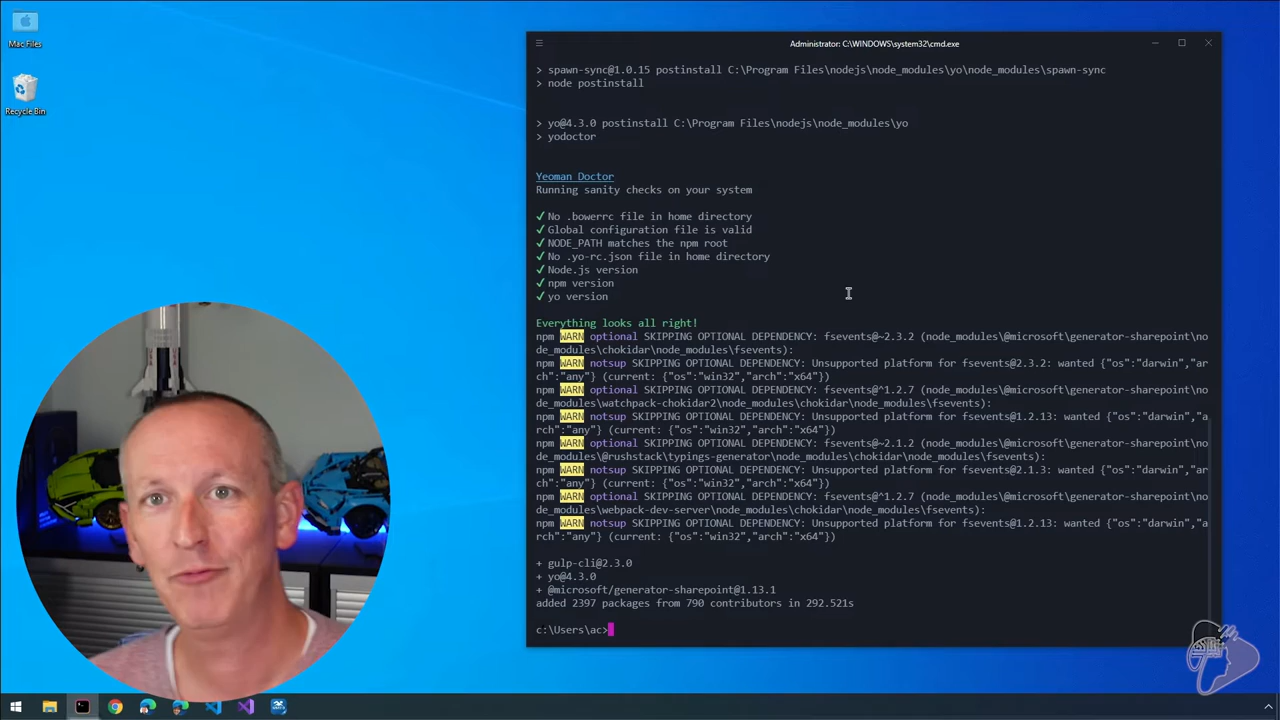 Mac Files
Recycle Bin
Administrator: C:\WINDOWS\system32\cmd.exe
> spawn-sync@1.0.15 postinstall C:\Program Files\nodejs\node_modules\yo\node_modules\spawn-sync
> node postinstall
> yo@4.3.0 postinstall C:\Program Files\nodejs\node_modules\yo
> yodoctor
Yeoman Doctor
Running sanity checks on your system
✓ No .bowerrc file in home directory
✓ Global configuration file is valid
✓ NODE_PATH matches the npm root
✓ No .yo-rc.json file in home directory
✓ Node.js version
✓ npm version
✓ yo version
Everything looks all right!
npm WARN optional SKIPPING OPTIONAL DEPENDENCY: fsevents@~2.3.2 (node_modules\@microsoft\generator-sharepoint\no
de_modules\chokidar\node_modules\fsevents):
npm WARN notsup SKIPPING OPTIONAL DEPENDENCY: Unsupported platform for fsevents@2.3.2: wanted {"os":"darwin","ar
ch":"any"} (current: {"os":"win32","arch":"x64"})
npm WARN optional SKIPPING OPTIONAL DEPENDENCY: fsevents@^1.2.7 (node_modules\@microsoft\generator-sharepoint\no
de_modules\watchpack-chokidar2\node_modules\chokidar\node_modules\fsevents):
npm WARN notsup SKIPPING OPTIONAL DEPENDENCY: Unsupported platform for fsevents@1.2.13: wanted {"os":"darwin","a
rch":"any"} (current: {"os":"win32","arch":"x64"})
npm WARN optional SKIPPING OPTIONAL DEPENDENCY: fsevents@~2.1.2 (node_modules\@microsoft\generator-sharepoint\no
de_modules\@rushstack\typings-generator\node_modules\chokidar\node_modules\fsevents):
npm WARN notsup SKIPPING OPTIONAL DEPENDENCY: Unsupported platform for fsevents@2.1.3: wanted {"os":"darwin","ar
ch":"any"} (current: {"os":"win32","arch":"x64"})
npm WARN optional SKIPPING OPTIONAL DEPENDENCY: fsevents@^1.2.7 (node_modules\@microsoft\generator-sharepoint\no
de_modules\webpack-dev-server\node_modules\chokidar\node_modules\fsevents):
npm WARN notsup SKIPPING OPTIONAL DEPENDENCY: Unsupported platform for fsevents@1.2.13: wanted {"os":"darwin","a
rch":"any"} (current: {"os":"win32","arch":"x64"})
+ gulp-cli@2.3.0
+ yo@4.3.0
+ @microsoft/generator-sharepoint@1.13.1
added 2397 packages from 790 contributors in 292.521s
c:\Users\ac>